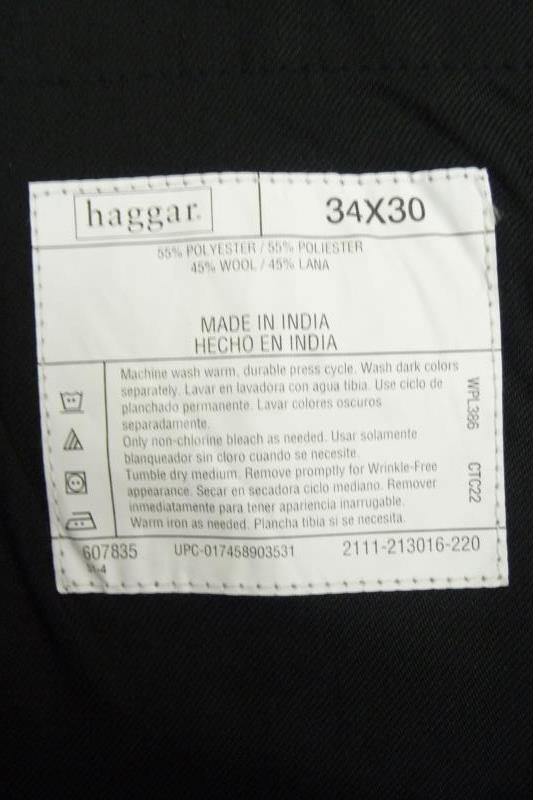 haggar. 34X30
55% POLYESTER / 55% POLIESTER
45% WOOL / 45% LANA
MADE IN INDIA
HECHO EN INDIA
Machine wash warm, durable press cycle. Wash dark colors
separately. Lavar en lavadora con agua tibia. Use ciclo de
planchado permanente. Lavar colores oscuros
separadamente.
Only non-chlorine bleach as needed. Usar solamente
blanqueador sin cloro cuando se necesite.
Tumble dry medium. Remove promptly for Wrinkle-Free
appearance. Secar en secadora ciclo mediano. Remover
inmediatamente para tener apariencia inarrugable.
Warm iron as needed. Plancha tibia si se necesita.
WPL386 CTC22
607835 UPC-017458903531 2111-213016-220